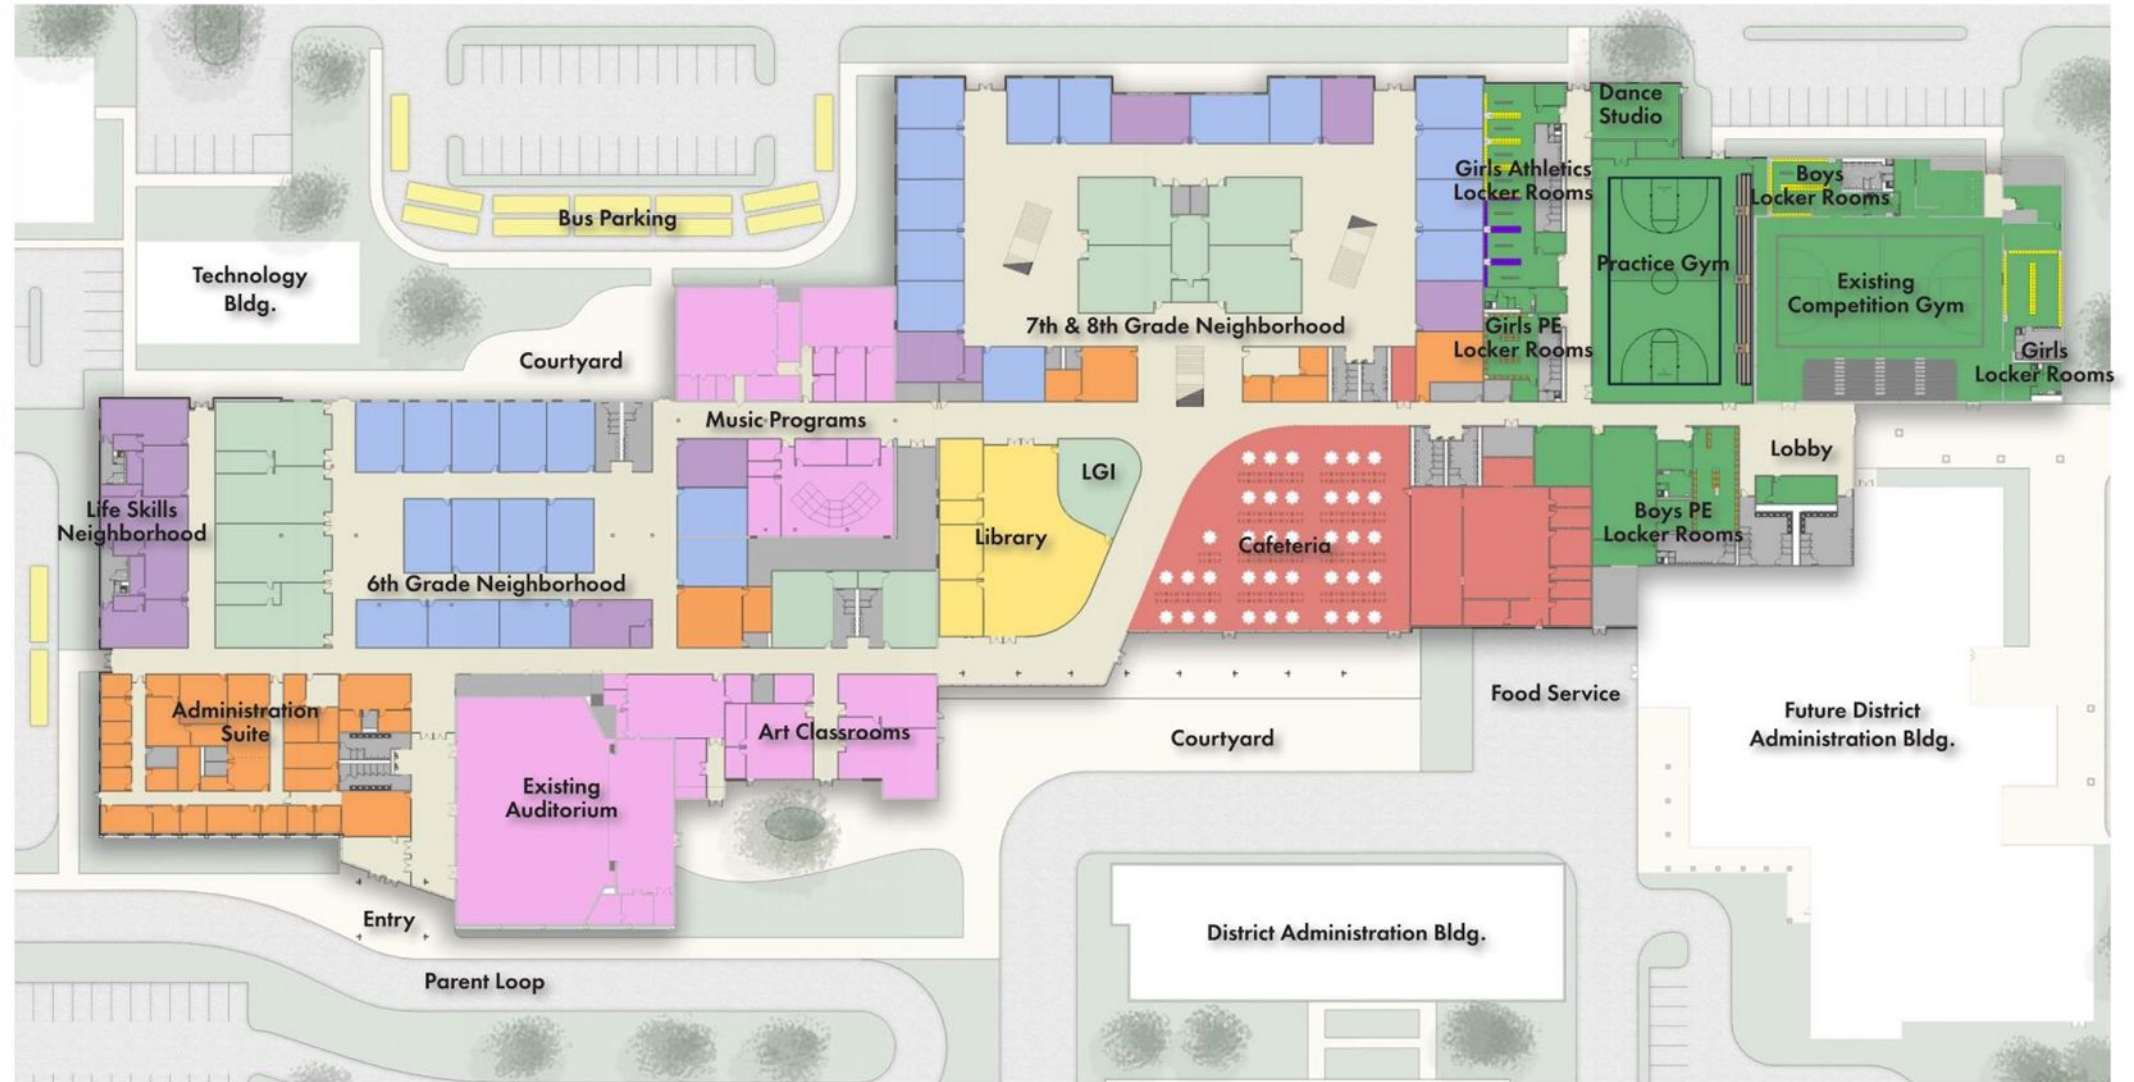 Dance
Studio
Girls Athletics
Locker Rooms
Boys
Locker Rooms
Bus Parking
Technology
Bldg.
Practice Gym
Existing
Competition Gym
7th & 8th Grade Neighborhood
Girls PE
Locker Rooms
Girls
Locker Rooms
Courtyard
Music Programs
LGI
Lobby
Life Skills
Neighborhood
Library
Cafeteria
Boys PE
Locker Rooms
6th Grade Neighborhood
Food Service
Administration
Suite
Art Classrooms
Courtyard
Future District
Administration Bldg.
Existing
Auditorium
Entry
District Administration Bldg.
Parent Loop